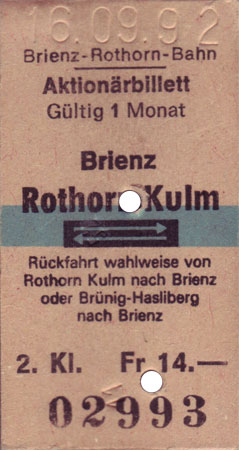 16.09.92
Brienz-Rothorn-Bahn
Aktionärbillett
Gültig 1 Monat
Brienz
Rothorn Kulm
Rückfahrt wahlweise von
Rothorn Kulm nach Brienz
oder Brünig-Hasliberg
nach Brienz
2. Kl. Fr 14.—
02993